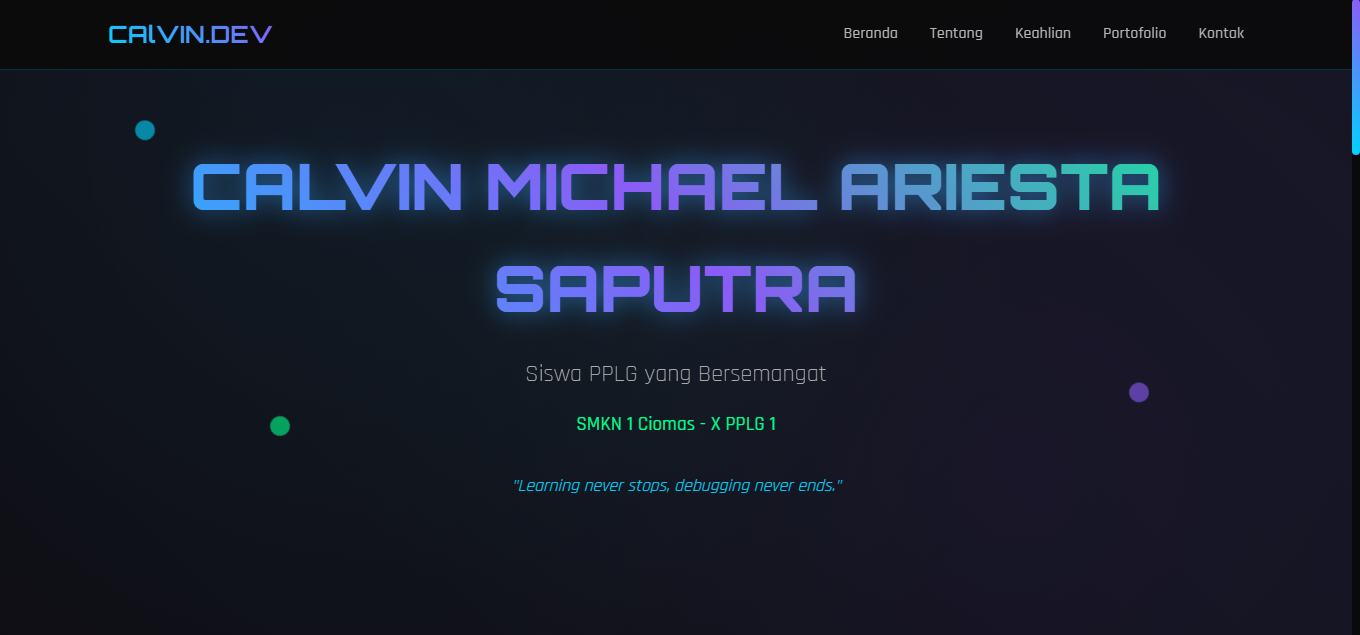 CAlVIN.DEV
Beranda Tentang Keahlian Portofolio Kontak
CALVIN MICHAEL ARIESTA
SAPUTRA
Siswa PPLG yang Bersemangat
SMKN 1 Ciomas - X PPLG 1
"Learning never stops, debugging never ends."